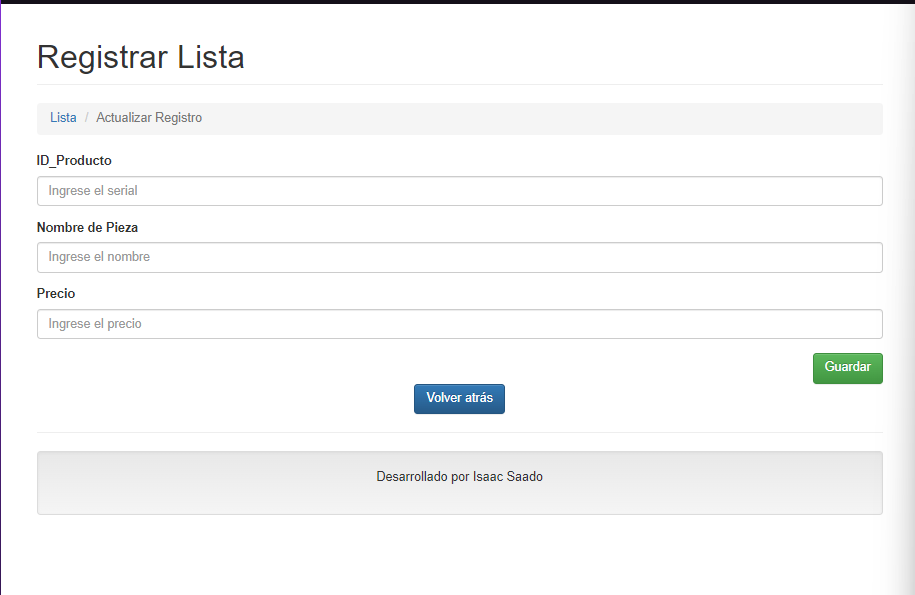 Registrar Lista
Lista / Actualizar Registro
ID_Producto
Ingrese el serial
Nombre de Pieza
Ingrese el nombre
Precio
Ingrese el precio
Guardar
Volver atrás
Desarrollado por Isaac Saado